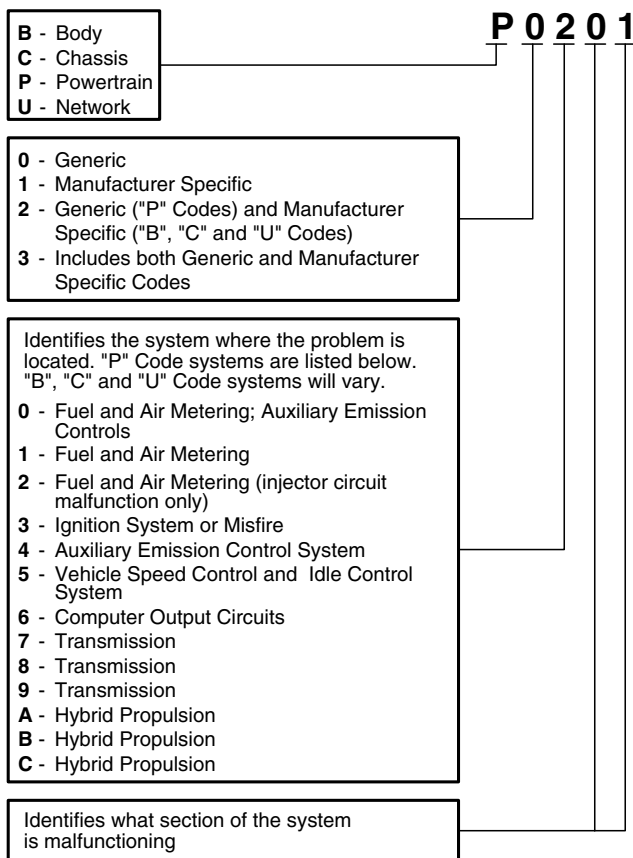 P 0 2 0 1
B - Body
C - Chassis
P - Powertrain
U - Network
0 - Generic
1 - Manufacturer Specific
2 - Generic ("P" Codes) and Manufacturer
Specific ("B", "C" and "U" Codes)
3 - Includes both Generic and Manufacturer
Specific Codes
Identifies the system where the problem is
located. "P" Code systems are listed below.
"B", "C" and "U" Code systems will vary.
0 - Fuel and Air Metering; Auxiliary Emission
Controls
1 - Fuel and Air Metering
2 - Fuel and Air Metering (injector circuit
malfunction only)
3 - Ignition System or Misfire
4 - Auxiliary Emission Control System
5 - Vehicle Speed Control and Idle Control
System
6 - Computer Output Circuits
7 - Transmission
8 - Transmission
9 - Transmission
A - Hybrid Propulsion
B - Hybrid Propulsion
C - Hybrid Propulsion
Identifies what section of the system
is malfunctioning